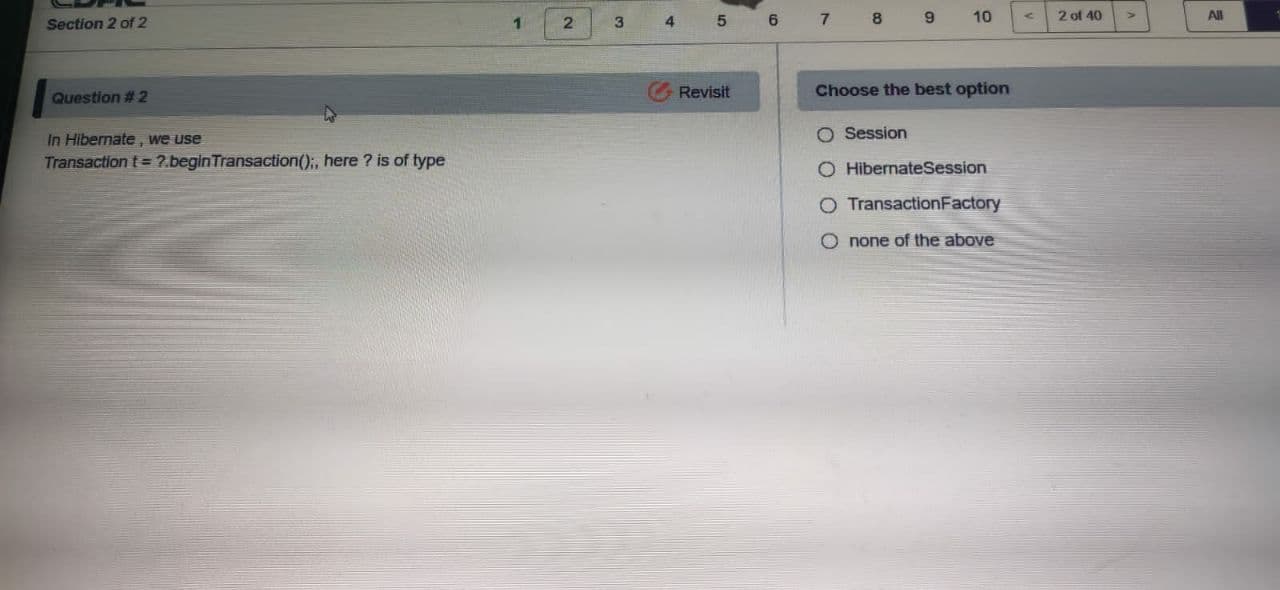 Section 2 of 2
1 2 3 4 5 6 7 8 9 10 < 2 of 40 > All
Question # 2
Revisit
In Hibernate , we use
Transaction t = ?.beginTransaction();, here ? is of type
Choose the best option
Session
HibernateSession
TransactionFactory
none of the above